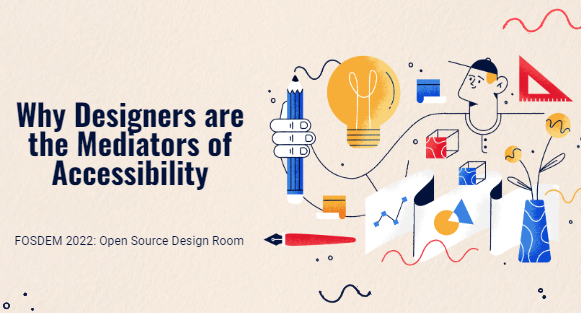 Why Designers are
the Mediators of
Accessibility
FOSDEM 2022: Open Source Design Room